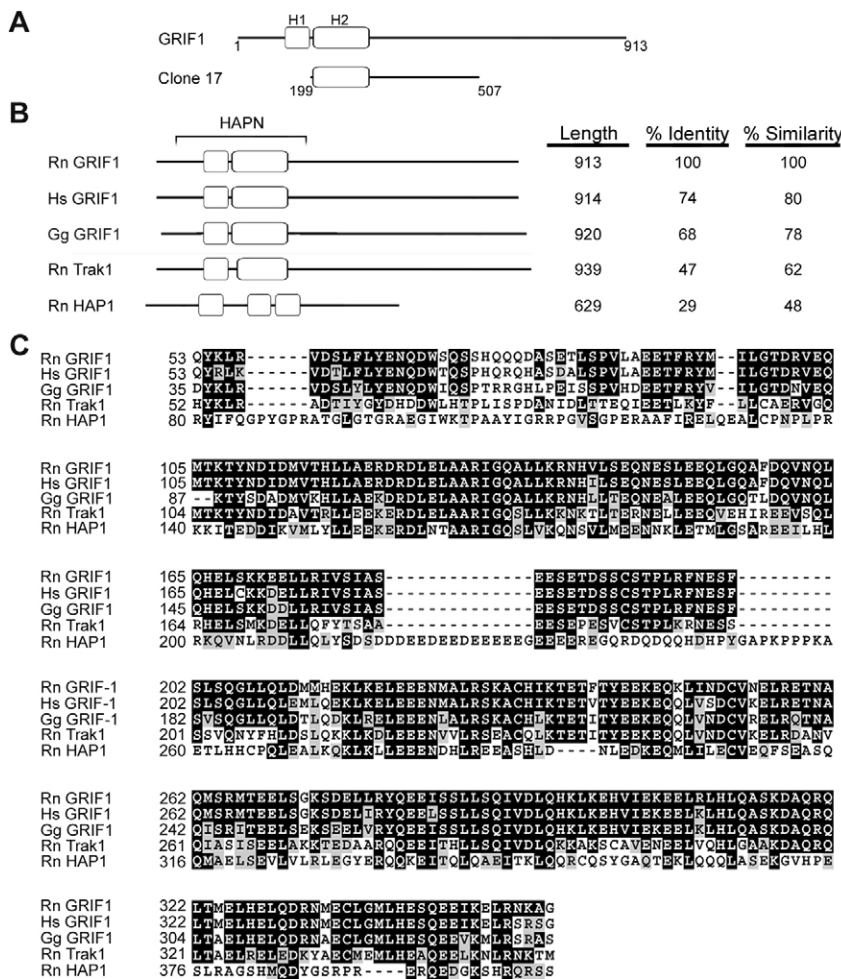 A
H1 H2
GRIF1
1 913
Clone 17
199 507
B
HAPN
Length % Identity % Similarity
Rn GRIF1 913 100 100
Hs GRIF1 914 74 80
Gg GRIF1 920 68 78
Rn Trak1 939 47 62
Rn HAP1 629 29 48
C
Rn GRIF1 53 QYKLR------VDSLFLYENQDWSQSSHQQQDASETLSPVLAEETFRYM--ILGTDRVEQ
Hs GRIF1 53 QYRLK------VDTLFLYENQDWTQSPHQRQHASDALSPVLAEETFRYM--ILGTDRVEQ
Gg GRIF1 35 QYKLR------VDSLYLYENQDWIQSPTRRGHLPEISSPVHDEETFRYV--ILGTDNVEQ
Rn Trak1 52 HYKLR------ADTIYGYDHDDWLHTPLISPDANIDLTTEQIEETLKYF--LLCAERVGQ
Rn HAP1 80 RYIFQGPYGPRATGLGTGRAEGIWKTPAAYIGRRPGVSGPERAAFIRELQEALCPNPLPR
Rn GRIF1 105 MTKTYNDIDMVTHLLAERDRDLELAARIGQALLKRNHVLSEQNESLEEQLGQAFDQVNQL
Hs GRIF1 105 MTKTYNDIDMVTHLLAERDRDLELAARIGQALLKRNHILSEQNESLEEQLGQAFDQVNQL
Gg GRIF1 87 --KTYSDADMVKHLLAEKDRDLELAARIGQALLKRNHLLTEQNEALEEQLGQTLDQVNQL
Rn Trak1 104 MTKTYNDIDAVTRLLEEKERDLELAARIGQSLLKKNKTLTERNELLEEQVEHIREEVSQL
Rn HAP1 140 KKITEDDIKVMLYLLEEKERDLNTAARIGQSLVKQNSVLMEENNKLETMLGSAREEILHL
Rn GRIF1 165 QHELSKKEELLRIVSIAS--------------EESETDSSCSTPLRFNESF---------
Hs GRIF1 165 QHELCKKDELLRIVSIAS--------------EESETDSSCSTPLRFNESF---------
Gg GRIF1 145 QHELSKKDDLLRIVSIAS--------------EESETDSSCSTPLRFNESF---------
Rn Trak1 164 RHELSMKDELLQFYTSAA--------------EESEPESVCSTPLKRNESS---------
Rn HAP1 200 RKQVNLRDDLLQLYSDSDDDEEDEEDEEEEEGEEEEREGQRDQDQQHDHPYGAPKPPPKA
Rn GRIF-1 202 SLSQGLLQLDMMHEKLKELEEENMALRSKACHIKTETFTYEEKEQKLINDCVNELRETNA
Hs GRIF-1 202 SLSQGLLQLEMLQEKLKELEEENMALRSKACHIKTETVTYEEKEQQLVSDCVKELRETNA
Gg GRIF-1 182 SVSQGLLQLDTLQDKLRELEEENLALRSKACHLKTETITYEEKEQQLVNDCVKELRQTNA
Rn Trak1 201 SSVQNYFHLDSLQKKLKDLEEENVVLRSEACQLKTETITYEEKEQQLVNDCVKELRDANV
Rn HAP1 260 ETLHHCPQLEALKQKLKLLEEENDHLREEASHLD----NLEDKEQMLILECVEQFSEASQ
Rn GRIF1 262 QMSRMTEELSGKSDELLRYQEEISSLLSQIVDLQHKLKEHVIEKEELRLHLQASKDAQRQ
Hs GRIF1 262 QMSRMTEELSGKSDELIRYQEELSSLLSQIVDLQHKLKEHVIEKEELKLHLQASKDAQRQ
Gg GRIF1 242 QISRITEELSEKSEELVRYQEEISSLLSQIVDLQHKLKEHVIEKEELKLHLQASKDAQRQ
Rn Trak1 261 QIASISEELAKKTEDAARQQEEITHLLSQIVDLQKKAKSCAVENEELVQHLGAAKDAQRQ
Rn HAP1 316 QMAELSEVLVLRLEGYERQQKEITQLQAEITKLQQRCQSYGAQTEKLQQQLASEKGVHPE
Rn GRIF1 322 LTMELHELQDRNMECLGMLHESQEEIKELRNKAG
Hs GRIF1 322 LTMELHELQDRNMECLGMLHESQEEIKELRSRSG
Gg GRIF1 304 LTAELHELQDRNAECLGMLHESQEEVKMLRSRAS
Rn Trak1 321 LTAELRELEDKYAECMEMLHEAQEELKNLRNKTM
Rn HAP1 376 SLRAGSHMQDYGSRPR----ERQEDGKSHRQRSS